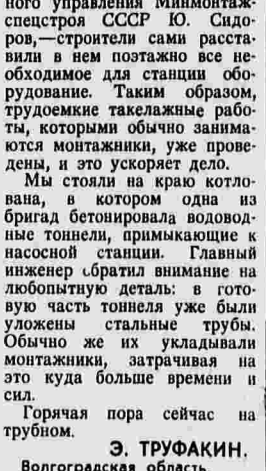 ного управления Минмонтаж-
спецстроя СССР Ю. Сидо-
ров,—строители сами расста-
вили в нем поэтажно все не-
обходимое для станции обо-
рудование. Таким образом,
трудоемкие такелажные рабо-
ты, которыми обычно занима-
ются монтажники, уже прове-
дены, и это ускоряет дело.
Мы стояли на краю котло-
вана, в котором одна из
бригад бетонировала водовод-
ные тоннели, примыкающие к
насосной станции. Главный
инженер обратил внимание на
любопытную деталь: в гото-
вую часть тоннеля уже были
уложены стальные трубы.
Обычно же их укладывали
монтажники, затрачивая на
это куда больше времени и
сил.
Горячая пора сейчас на
трубном.
Э. ТРУФАКИН.
Волгоградская область.